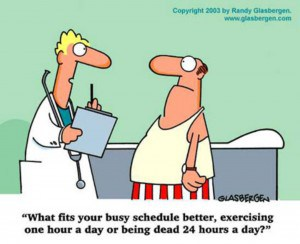 Copyright 2003 by Randy Glasbergen.
www.glasbergen.com
GLASBERGEN
“What fits your busy schedule better, exercising
one hour a day or being dead 24 hours a day?”